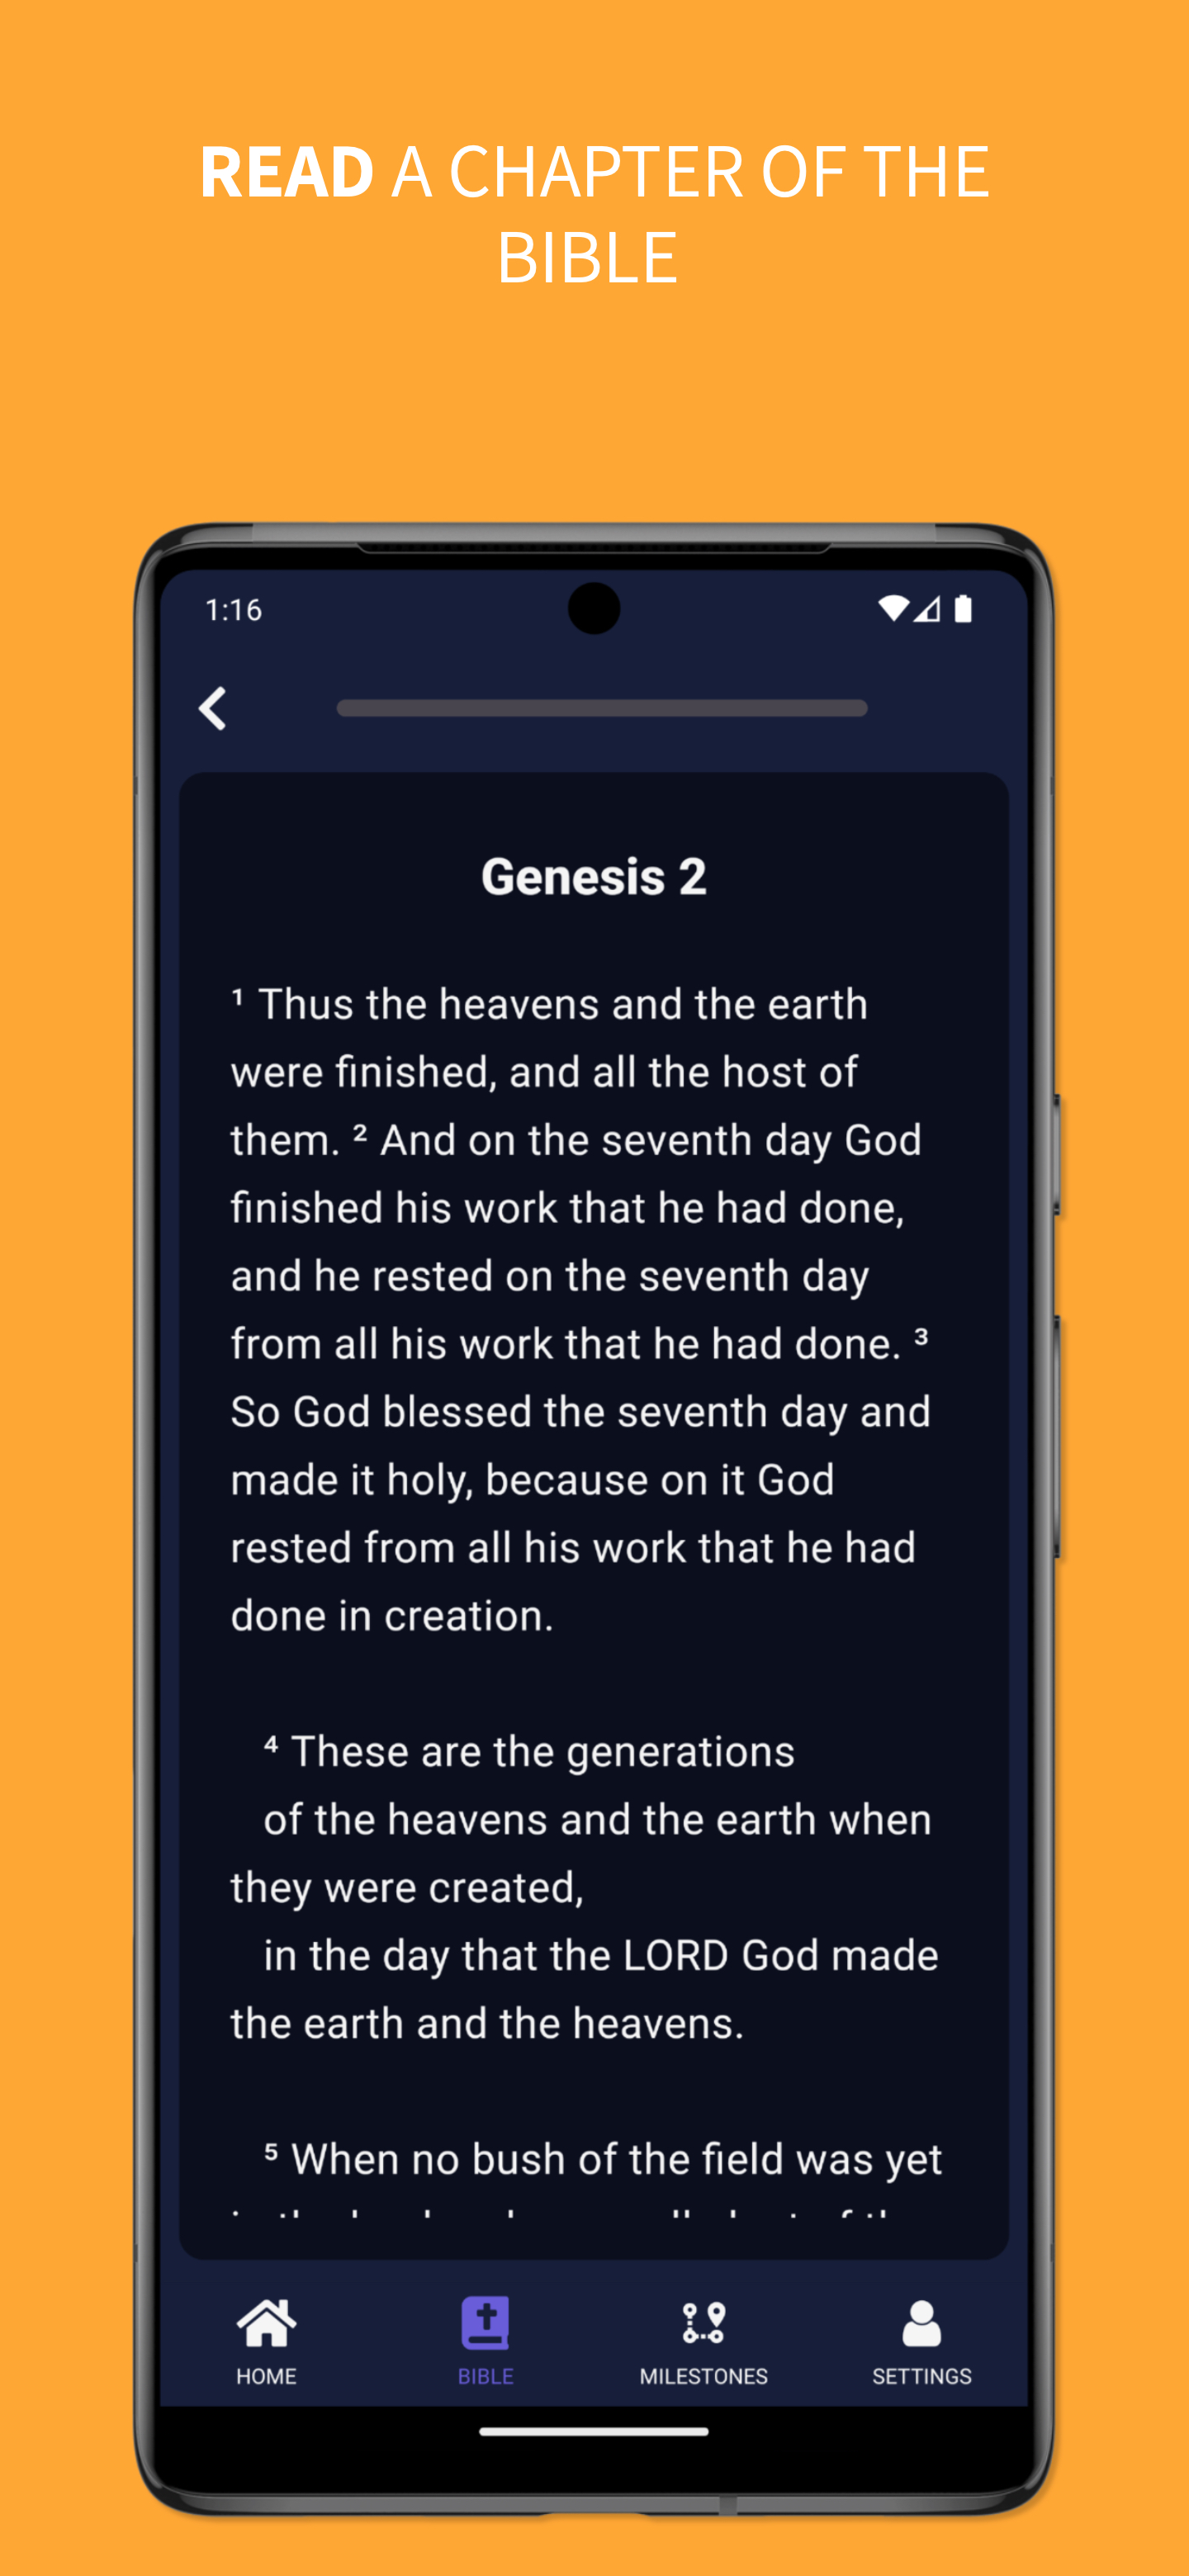 READ A CHAPTER OF THE
BIBLE
1:16
Genesis 2
¹ Thus the heavens and the earth
were finished, and all the host of
them. ² And on the seventh day God
finished his work that he had done,
and he rested on the seventh day
from all his work that he had done. ³
So God blessed the seventh day and
made it holy, because on it God
rested from all his work that he had
done in creation.
⁴ These are the generations
of the heavens and the earth when
they were created,
in the day that the LORD God made
the earth and the heavens.
⁵ When no bush of the field was yet
HOME
BIBLE
MILESTONES
SETTINGS